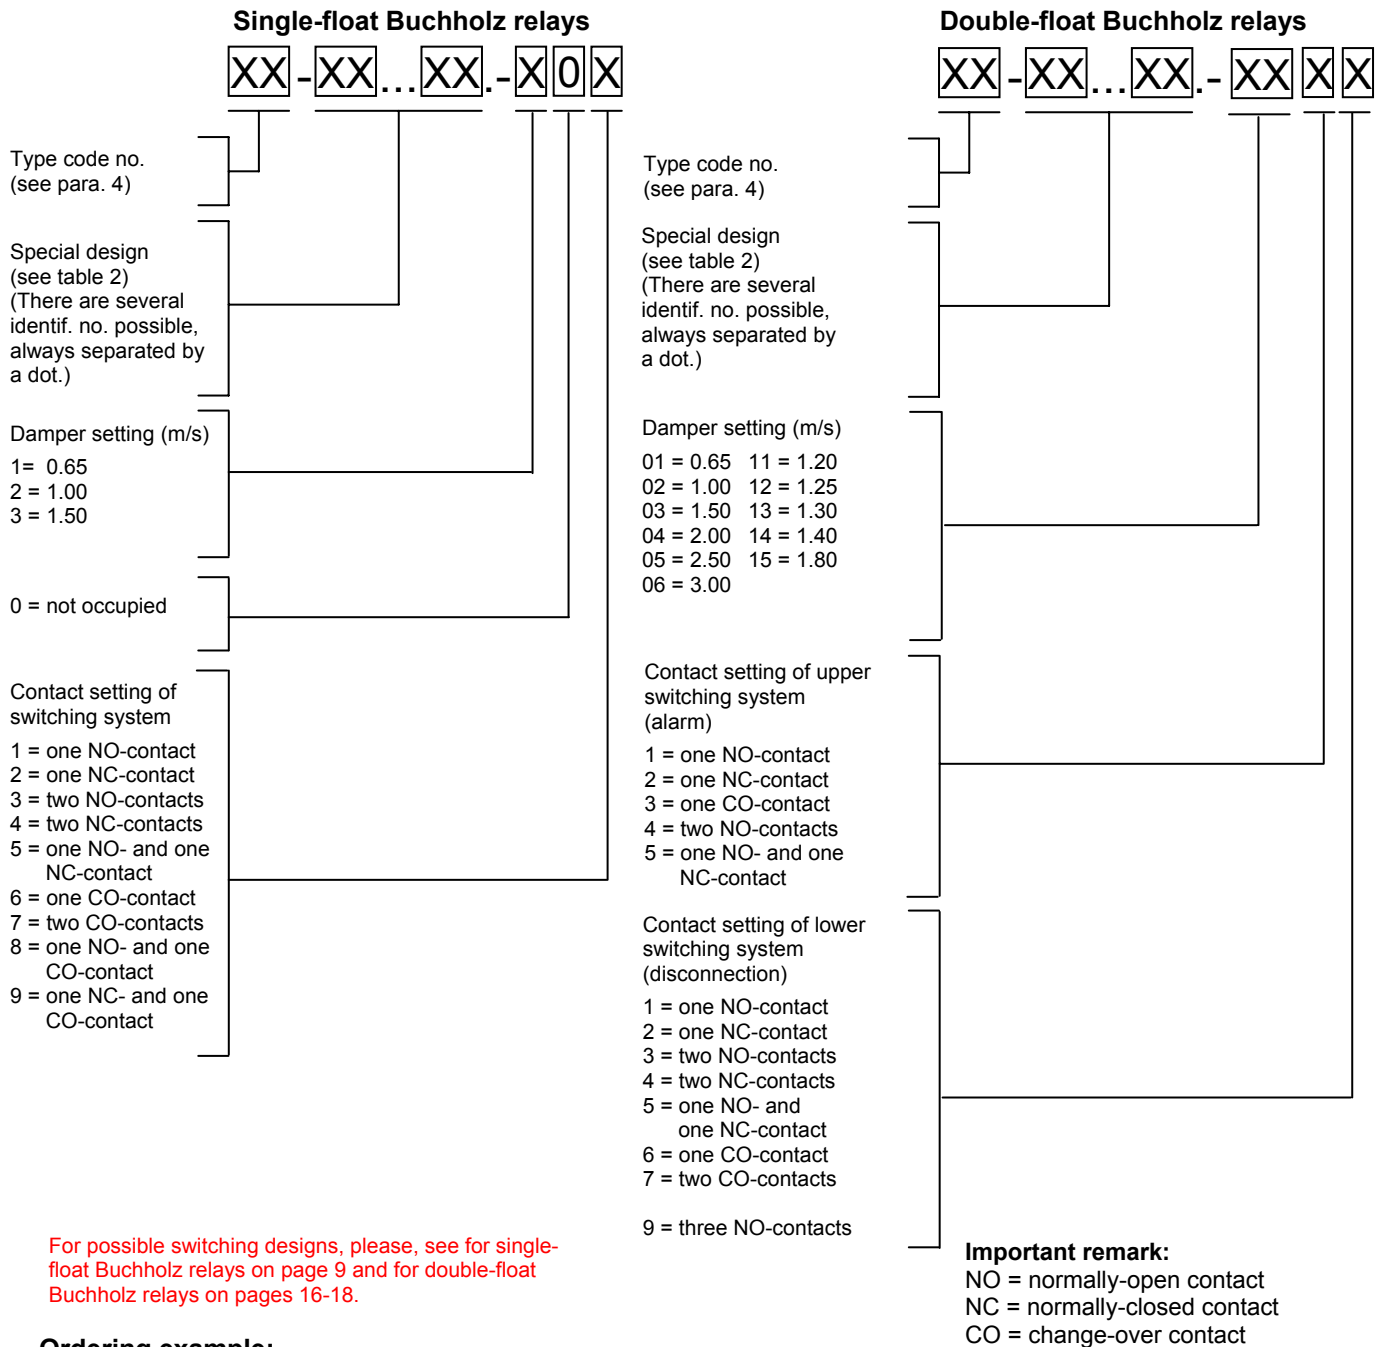 Single-float Buchholz relays
XX-XX...XX.-X0X
Type code no.
(see para. 4)
Special design
(see table 2)
(There are several
identif. no. possible,
always separated by
a dot.)
Damper setting (m/s)
1= 0.65
2 = 1.00
3 = 1.50
0 = not occupied
Contact setting of
switching system
1 = one NO-contact
2 = one NC-contact
3 = two NO-contacts
4 = two NC-contacts
5 = one NO- and one
NC-contact
6 = one CO-contact
7 = two CO-contacts
8 = one NO- and one
CO-contact
9 = one NC- and one
CO-contact
For possible switching designs, please, see for single-
float Buchholz relays on page 9 and for double-float
Buchholz relays on pages 16-18.
Ordering example:
Double-float Buchholz relays
XX-XX...XX.-XX X X
Type code no.
(see para. 4)
Special design
(see table 2)
(There are several
identif. no. possible,
always separated by
a dot.)
Damper setting (m/s)
01 = 0.65 11 = 1.20
02 = 1.00 12 = 1.25
03 = 1.50 13 = 1.30
04 = 2.00 14 = 1.40
05 = 2.50 15 = 1.80
06 = 3.00
Contact setting of upper
switching system
(alarm)
1 = one NO-contact
2 = one NC-contact
3 = one CO-contact
4 = two NO-contacts
5 = one NO- and one
NC-contact
Contact setting of lower
switching system
(disconnection)
1 = one NO-contact
2 = one NC-contact
3 = two NO-contacts
4 = two NC-contacts
5 = one NO- and
one NC-contact
6 = one CO-contact
7 = two CO-contacts
9 = three NO-contacts
Important remark:
NO = normally-open contact
NC = normally-closed contact
CO = change-over contact